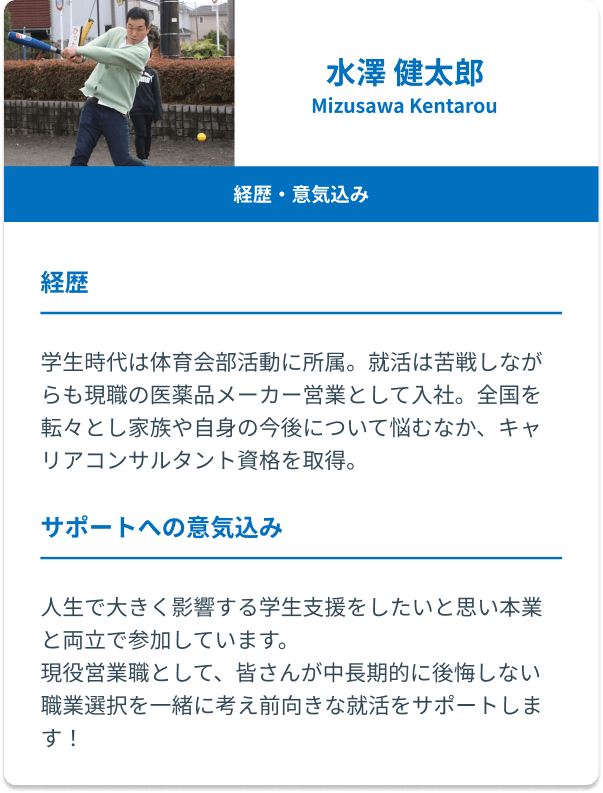 水澤 健太郎
Mizusawa Kentarou
経歴・意気込み
経歴
学生時代は体育会部活動に所属。就活は苦戦しなが
らも現職の医薬品メーカー営業として入社。全国を
転々とし家族や自身の今後について悩むなか、キャ
リアコンサルタント資格を取得。
サポートへの意気込み
人生で大きく影響する学生支援をしたいと思い本業
と両立で参加しています。
現役営業職として、皆さんが中長期的に後悔しない
職業選択を一緒に考え前向きな就活をサポートしま
す！